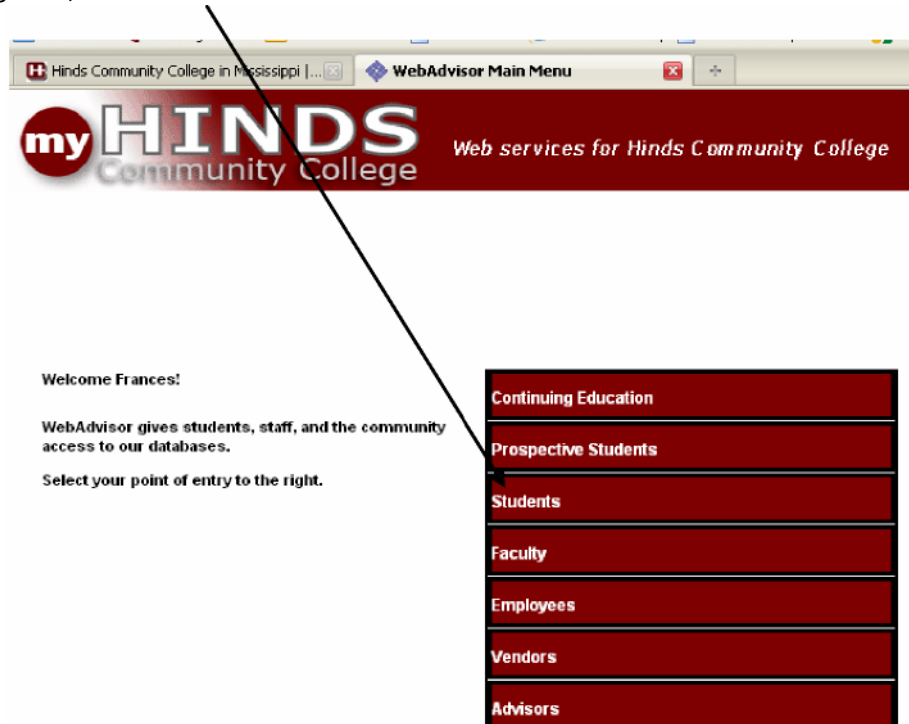 Hinds Community College in Mississippi |...
WebAdvisor Main Menu
my HINDS
Community College
Web services for Hinds Community College
Welcome Frances!
WebAdvisor gives students, staff, and the community
access to our databases.
Select your point of entry to the right.
Continuing Education
Prospective Students
Students
Faculty
Employees
Vendors
Advisors